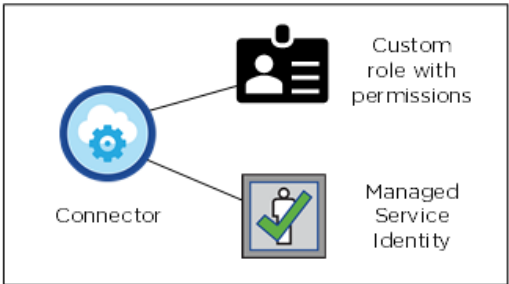 Custom
role with
permissions
Connector
Managed
Service
Identity